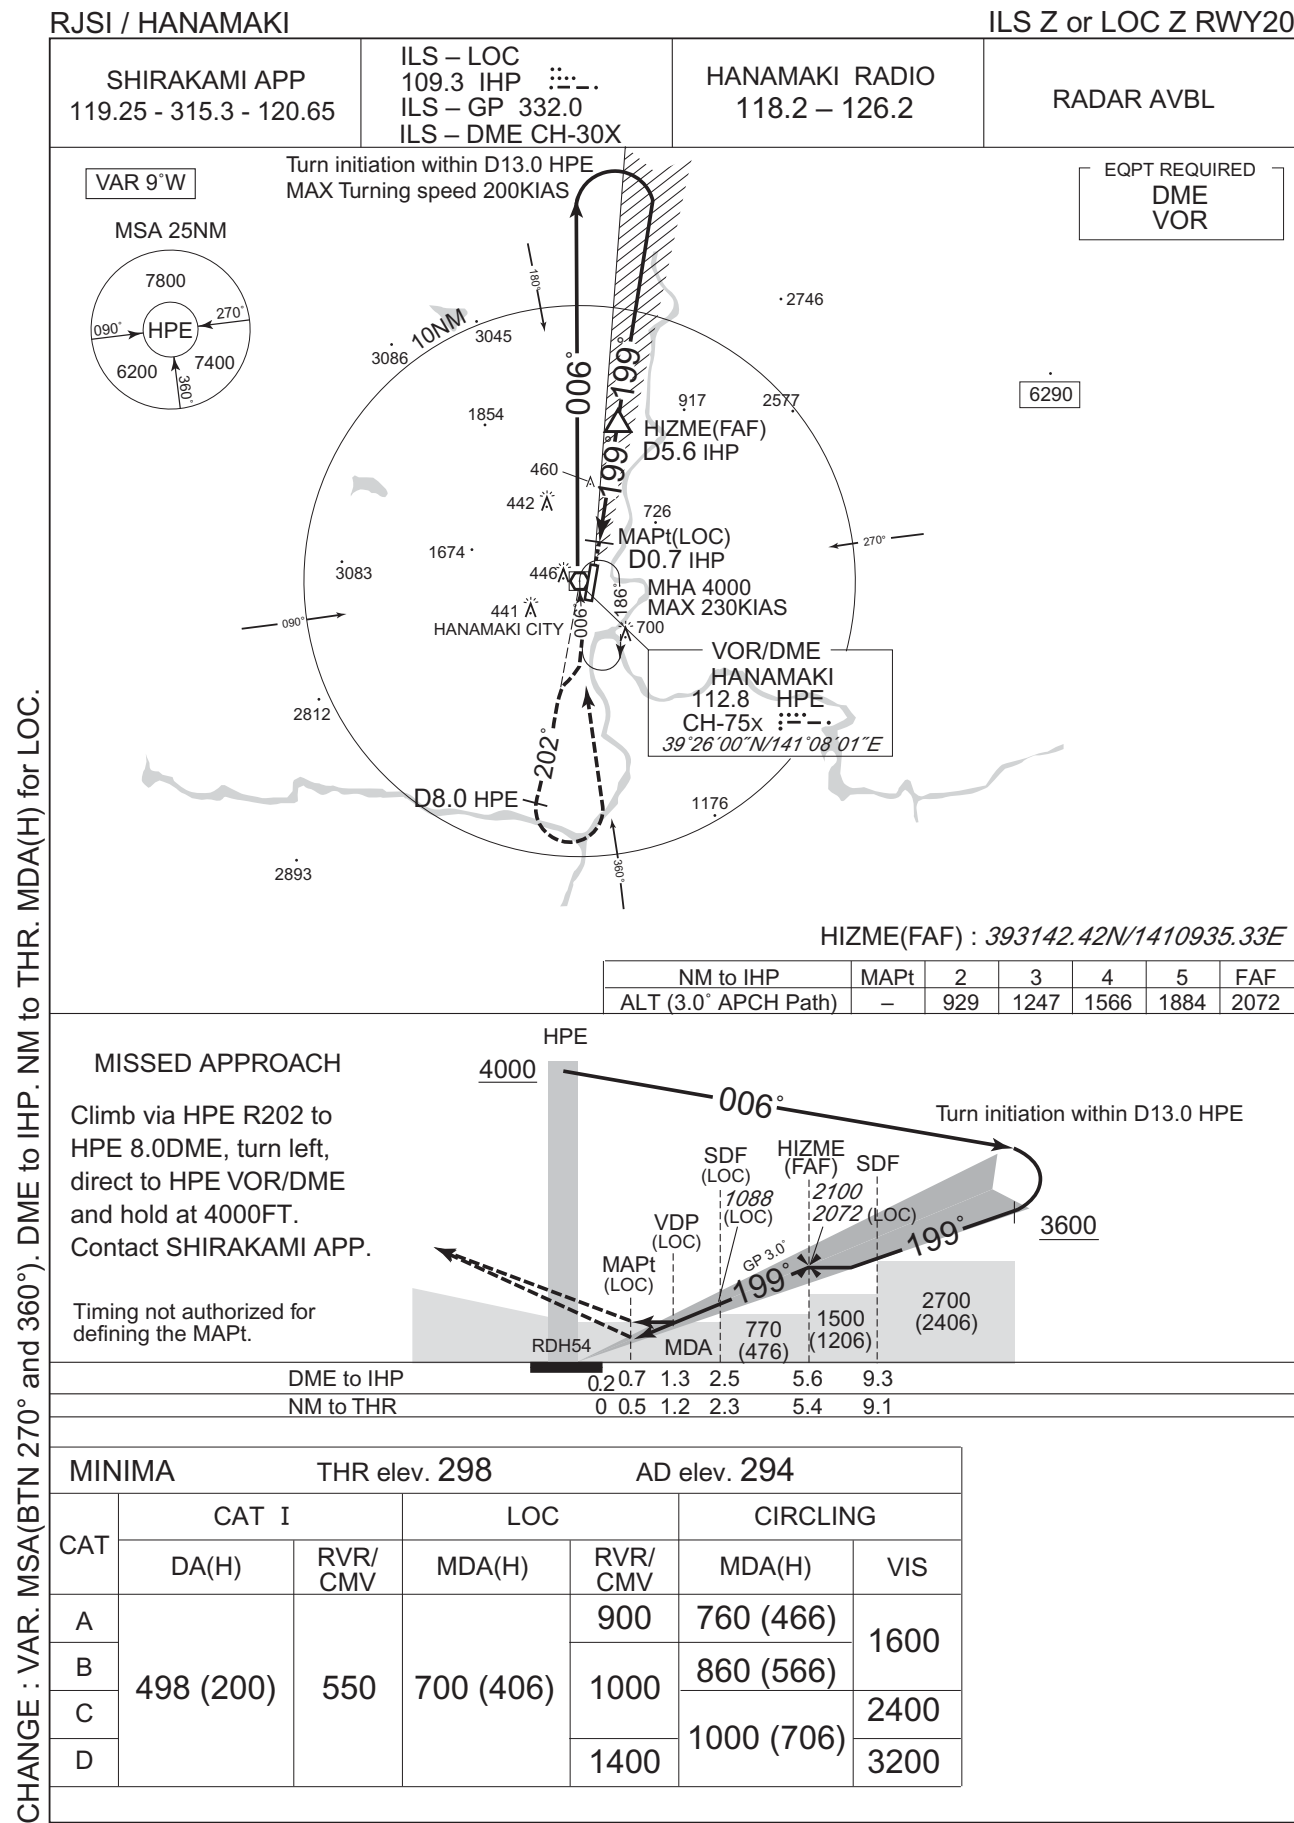 RJSI / HANAMAKI
ILS Z or LOC Z RWY20
SHIRAKAMI APP
119.25 - 315.3 - 120.65
ILS – LOC
109.3 IHP
ILS – GP 332.0
ILS – DME CH-30X
HANAMAKI RADIO
118.2 – 126.2
RADAR AVBL
VAR 9°W
Turn initiation within D13.0 HPE
MAX Turning speed 200KIAS
EQPT REQUIRED
DME
VOR
MSA 25NM
7800
090°
HPE
270°
6200
7400
360°
180°
2746
10NM
3045
3086
006°
199°
6290
1854
917
2577
HIZME(FAF)
D5.6 IHP
199°
460
442
726
MAPt(LOC)
D0.7 IHP
270°
1674
3083
446
MHA 4000
MAX 230KIAS
186°
006°
441
HANAMAKI CITY
700
090°
VOR/DME
HANAMAKI
112.8 HPE
CH-75x
39°26´00˝N/141°08´01˝E
2812
202°
D8.0 HPE
1176
360°
2893
HIZME(FAF) : 393142.42N/1410935.33E
NM to IHP MAPt 2 3 4 5 FAF
ALT (3.0° APCH Path) – 929 1247 1566 1884 2072
MISSED APPROACH
Climb via HPE R202 to
HPE 8.0DME, turn left,
direct to HPE VOR/DME
and hold at 4000FT.
Contact SHIRAKAMI APP.
Timing not authorized for
defining the MAPt.
HPE
4000
006°
Turn initiation within D13.0 HPE
SDF
(LOC)
1088
(LOC)
HIZME
(FAF)
2100
2072 (LOC)
SDF
VDP
(LOC)
MAPt
(LOC)
GP 3.0°
199°
199°
3600
RDH54
MDA
770
(476)
1500
(1206)
2700
(2406)
DME to IHP 0.2 0.7 1.3 2.5 5.6 9.3
NM to THR 0 0.5 1.2 2.3 5.4 9.1
MINIMA THR elev. 298 AD elev. 294
CAT
CAT I
LOC
CIRCLING
DA(H)
RVR/
CMV
MDA(H)
RVR/
CMV
MDA(H)
VIS
A
B
C
D
498 (200)
550
700 (406)
900
1000
1400
760 (466)
860 (566)
1000 (706)
1600
2400
3200
CHANGE : VAR. MSA(BTN 270° and 360°). DME to IHP. NM to THR. MDA(H) for LOC.